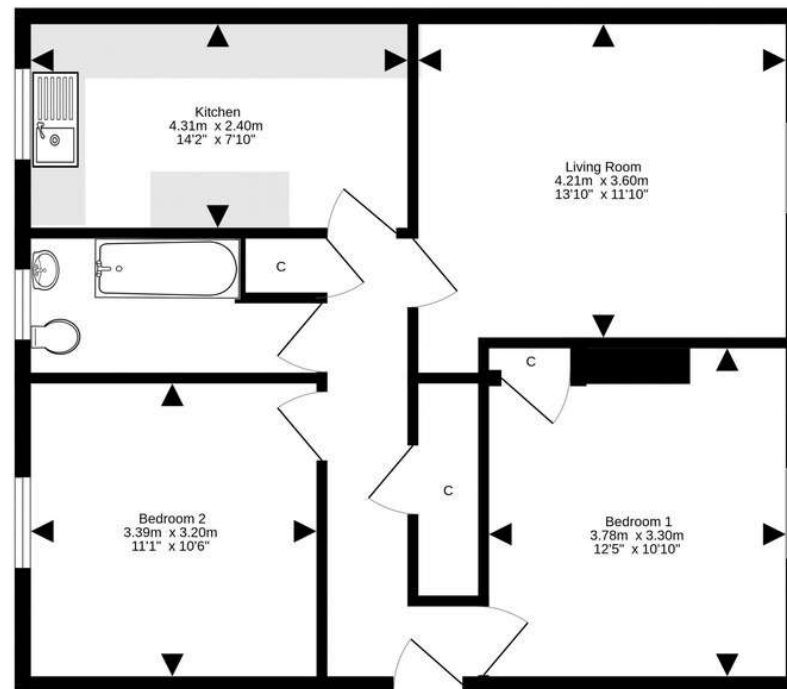 Kitchen
4.31m x 2.40m
14'2" x 7'10"
Living Room
4.21m x 3.60m
13'10" x 11'10"
C
C
C
Bedroom 2
3.39m x 3.20m
11'1" x 10'6"
Bedroom 1
3.78m x 3.30m
12'5" x 10'10"